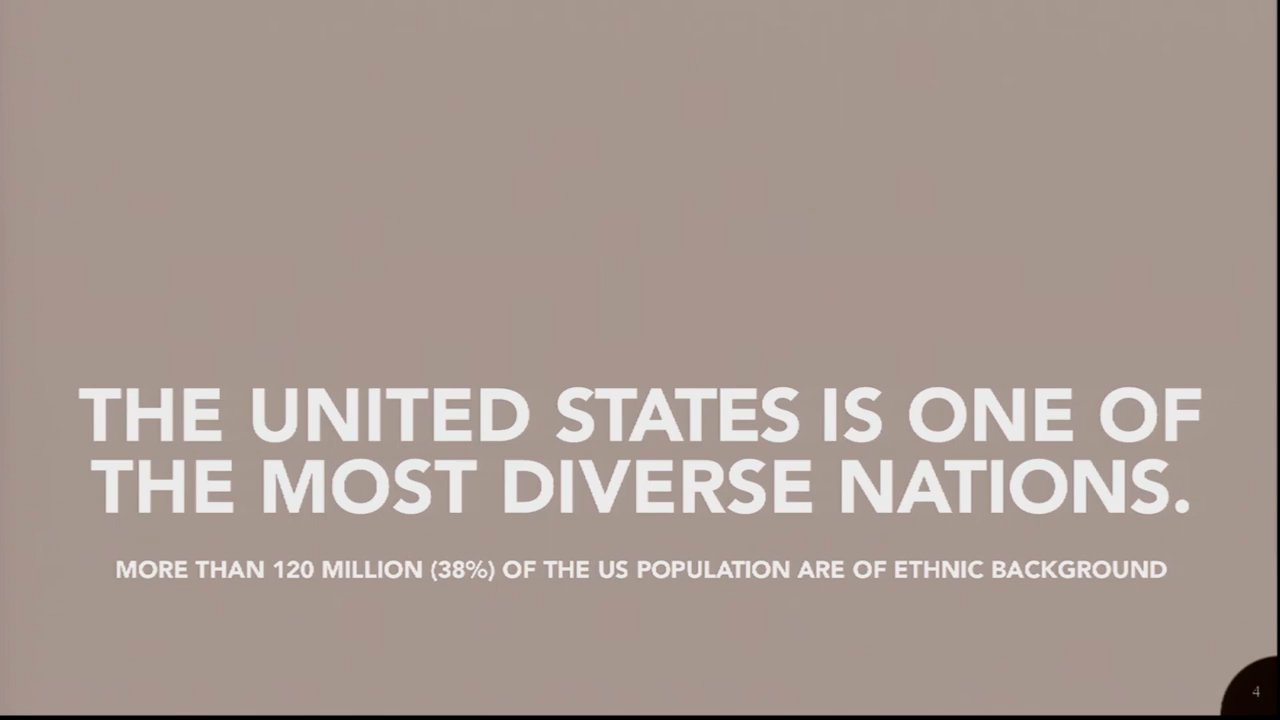 THE UNITED STATES IS ONE OF
THE MOST DIVERSE NATIONS.
MORE THAN 120 MILLION (38%) OF THE US POPULATION ARE OF ETHNIC BACKGROUND
4